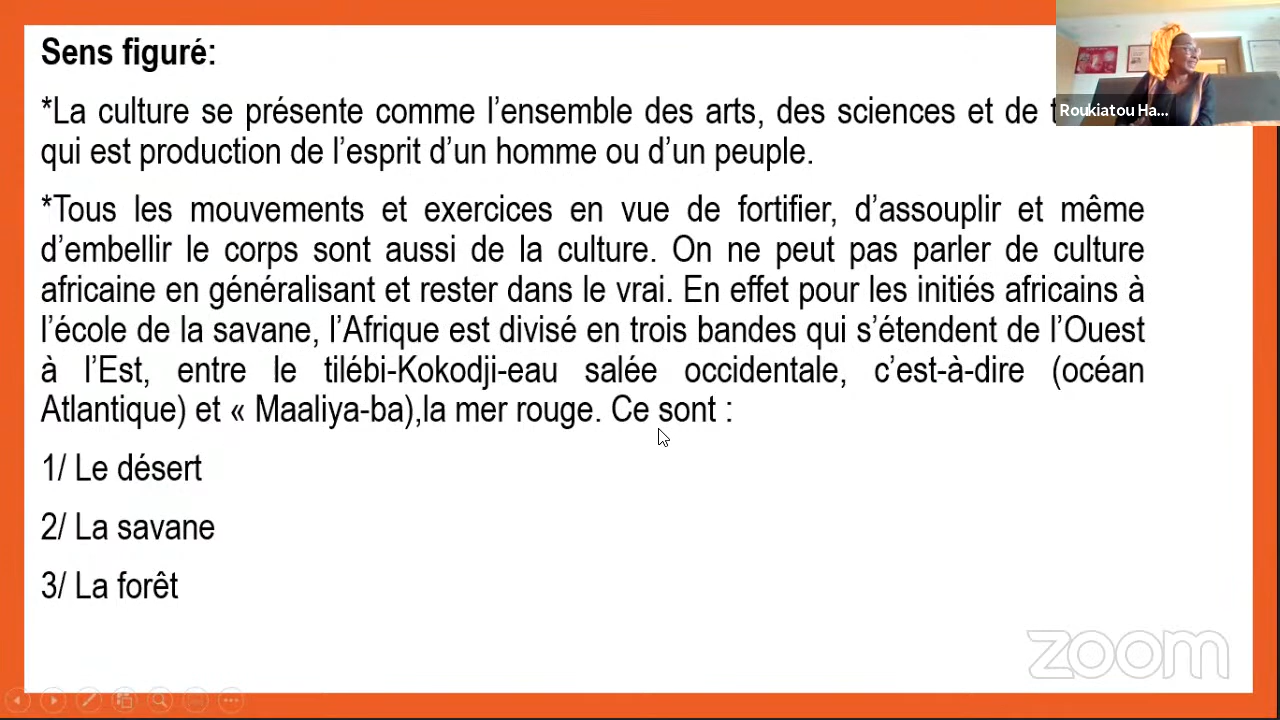 Sens figuré:
*La culture se présente comme l’ensemble des arts, des sciences et de
qui est production de l’esprit d’un homme ou d’un peuple.
*Tous les mouvements et exercices en vue de fortifier, d’assouplir et même
d’embellir le corps sont aussi de la culture. On ne peut pas parler de culture
africaine en généralisant et rester dans le vrai. En effet pour les initiés africains à
l’école de la savane, l’Afrique est divisé en trois bandes qui s’étendent de l’Ouest
à l’Est, entre le tilébi-Kokodji-eau salée occidentale, c’est-à-dire (océan
Atlantique) et « Maaliya-ba),la mer rouge. Ce sont :
1/ Le désert
2/ La savane
3/ La forêt
Roukiatou Ha...
zoom